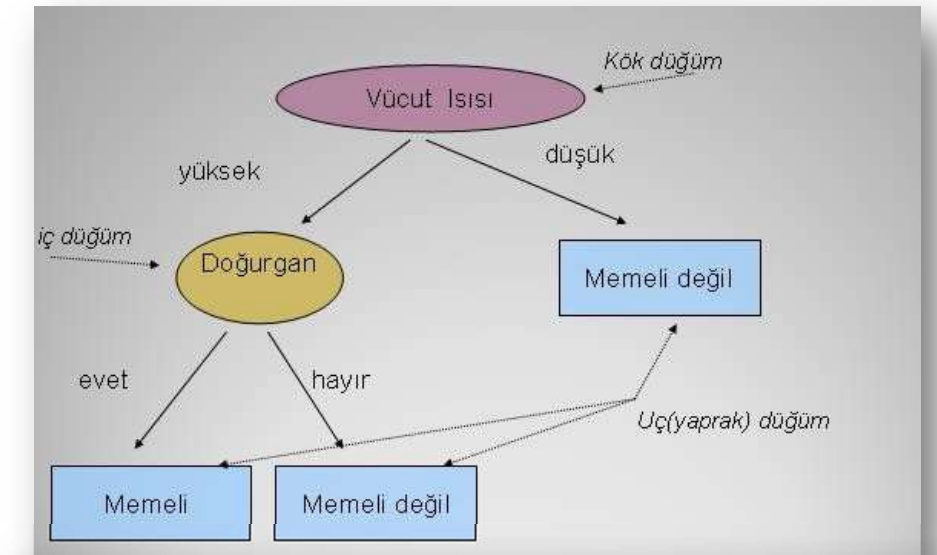 Kök düğüm
Vücut Isısı
yüksek
düşük
iç düğüm
Doğurgan
Memeli değil
evet
hayır
Uç(yaprak) düğüm
Memeli
Memeli değil